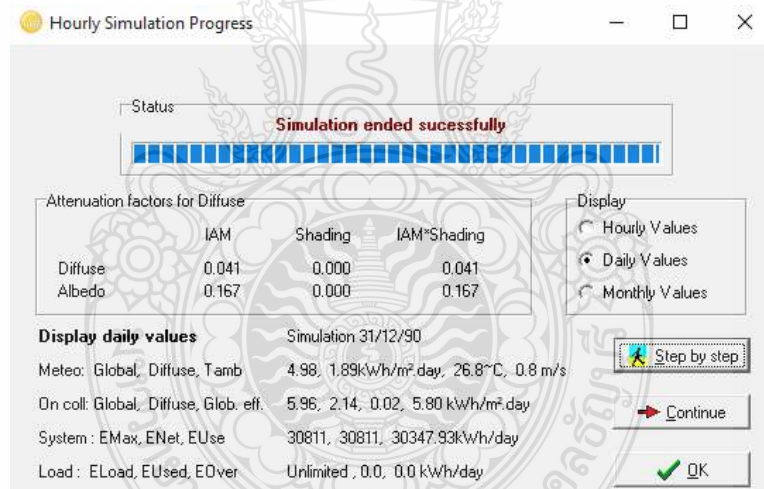 Hourly Simulation Progress
Status
Simulation ended sucessfully
Attenuation factors for Diffuse
IAM Shading IAM*Shading
Diffuse 0.041 0.000 0.041
Albedo 0.167 0.000 0.167
Display
Hourly Values
Daily Values
Monthly Values
Display daily values Simulation 31/12/90
Meteo: Global, Diffuse, Tamb 4.98, 1.89kWh/m².day, 26.8~C, 0.8 m/s
On coll: Global, Diffuse, Glob. eff. 5.96, 2.14, 0.02, 5.80 kWh/m².day
System : EMax, ENet, EUse 30811, 30811, 30347.93kWh/day
Load : ELoad, EUsed, EOver Unlimited , 0.0, 0.0 kWh/day
Step by step
Continue
OK